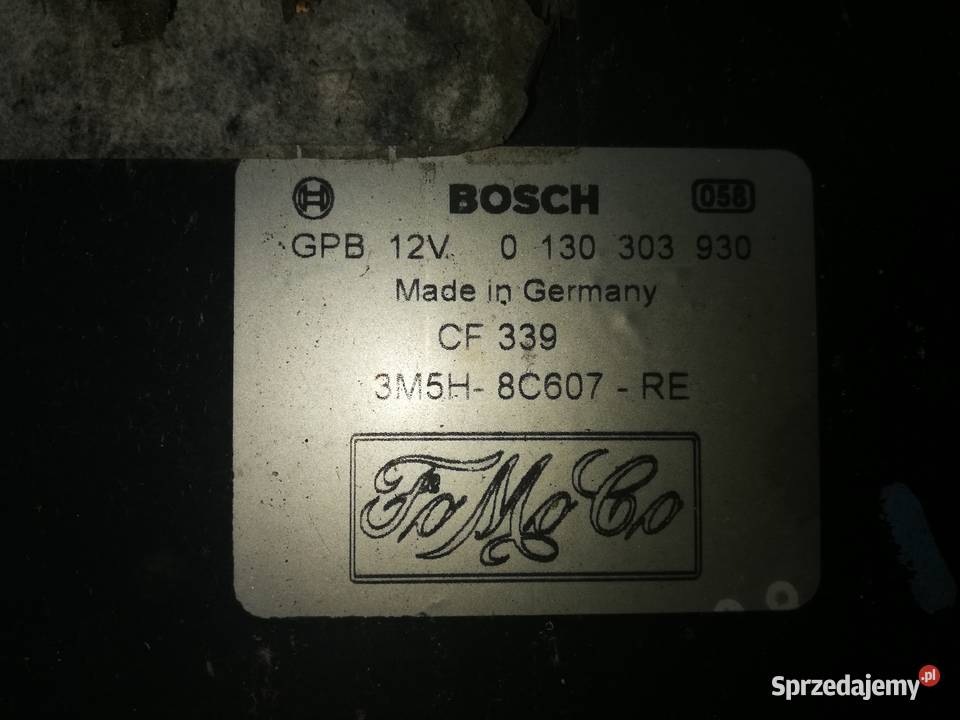 BOSCH 058
GPB 12V. 0 130 303 930
Made in Germany
CF 339
3M5H- 8C607 - RE
FoMoCo
Sprzedajemy.pl